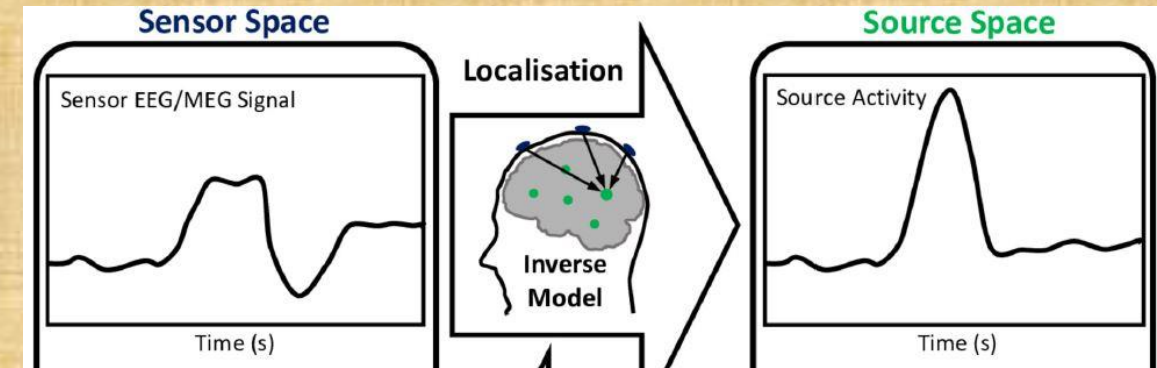 Sensor Space
Sensor EEG/MEG Signal
Time (s)
Localisation
Inverse
Model
Source Space
Source Activity
Time (s)